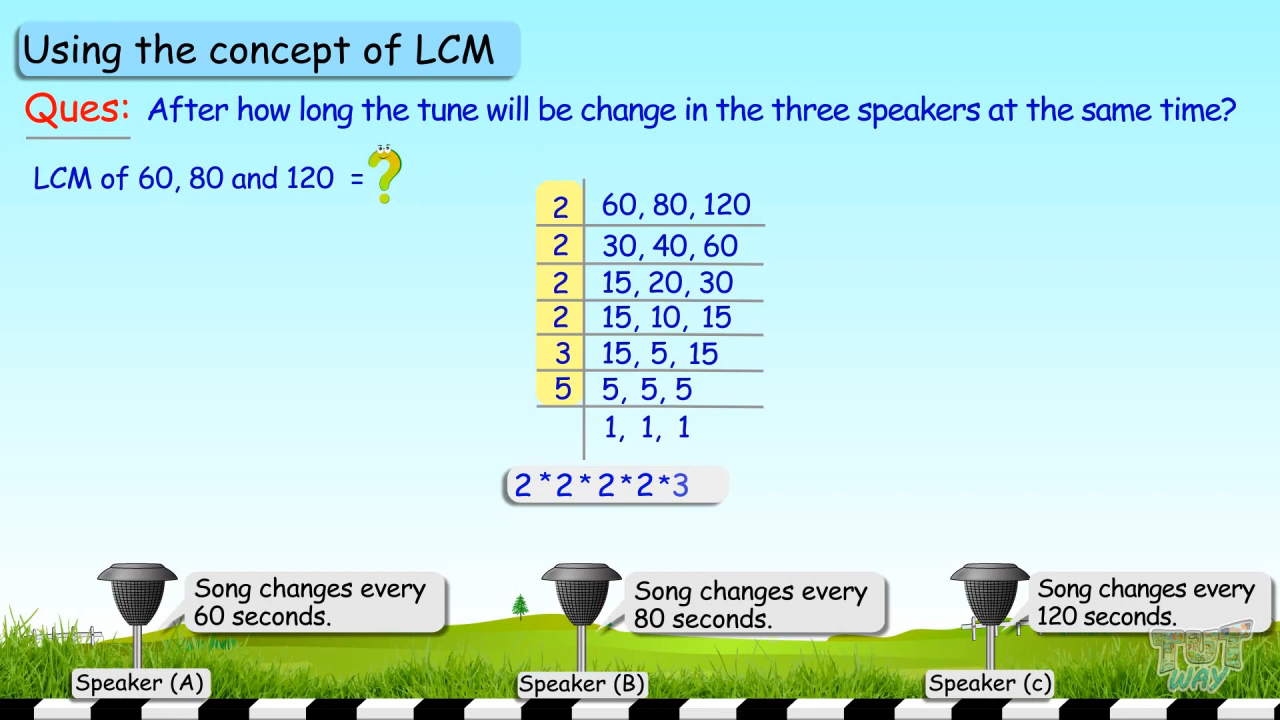 Using the concept of LCM
Ques: After how long the tune will be change in the three speakers at the same time?
LCM of 60, 80 and 120 = ?
2 60, 80, 120
2 30, 40, 60
2 15, 20, 30
2 15, 10, 15
3 15, 5, 15
5 5, 5, 5
1, 1, 1
2 * 2 * 2 * 2 * 3
Song changes every
60 seconds.
Song changes every
80 seconds.
Song changes every
120 seconds.
Speaker (A)
Speaker (B)
Speaker (c)
TUT
WAY